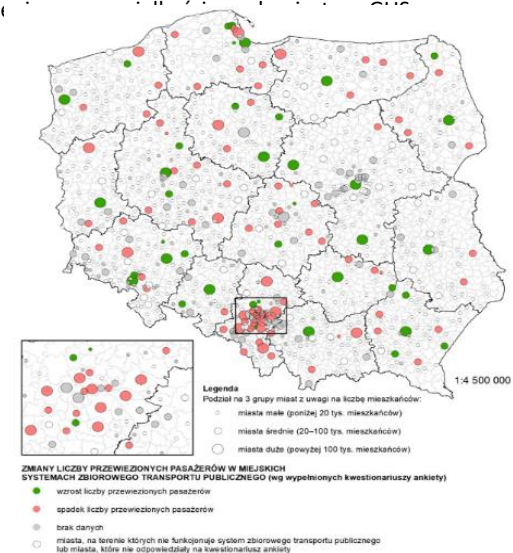 1:4 500 000
Legenda
Podział na 3 grupy miast z uwagi na liczbę mieszkańców:
miasta małe (poniżej 20 tys. mieszkańców)
miasta średnie (20–100 tys. mieszkańców)
miasta duże (powyżej 100 tys. mieszkańców)
ZMIANY LICZBY PRZEWIEZIONYCH PASAŻERÓW W MIEJSKICH
SYSTEMACH ZBIOROWEGO TRANSPORTU PUBLICZNEGO (wg wypełnionych kwestionariuszy ankiety)
wzrost liczby przewiezionych pasażerów
spadek liczby przewiezionych pasażerów
brak danych
miasta, na terenie których nie funkcjonuje system zbiorowego transportu publicznego
lub miasta, które nie odpowiedziały na kwestionariusz ankiety